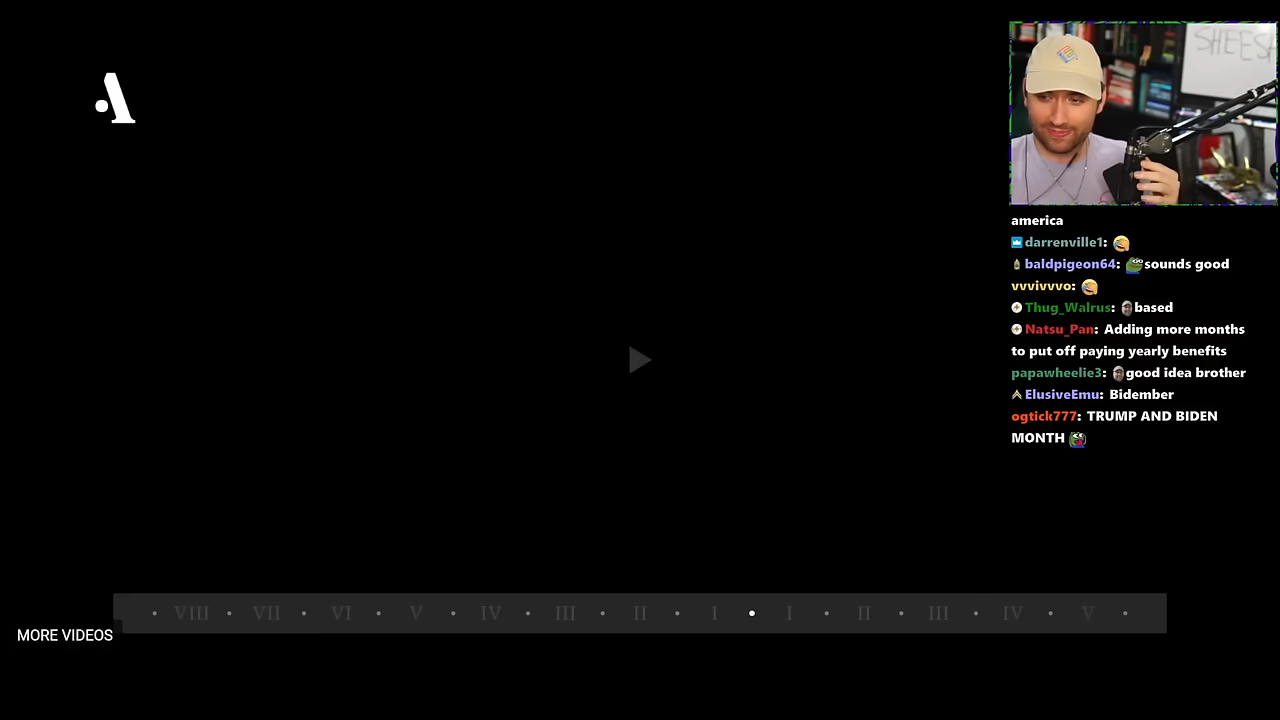 SHEESH
america
darrenville1:
baldpigeon64: sounds good
vvvivvvo:
Thug_Walrus: based
Natsu_Pan: Adding more months
to put off paying yearly benefits
papawheelie3: good idea brother
ElusiveEmu: Bidember
ogtick777: TRUMP AND BIDEN
MONTH
VIII VII VI V IV III II I I II III IV V
MORE VIDEOS